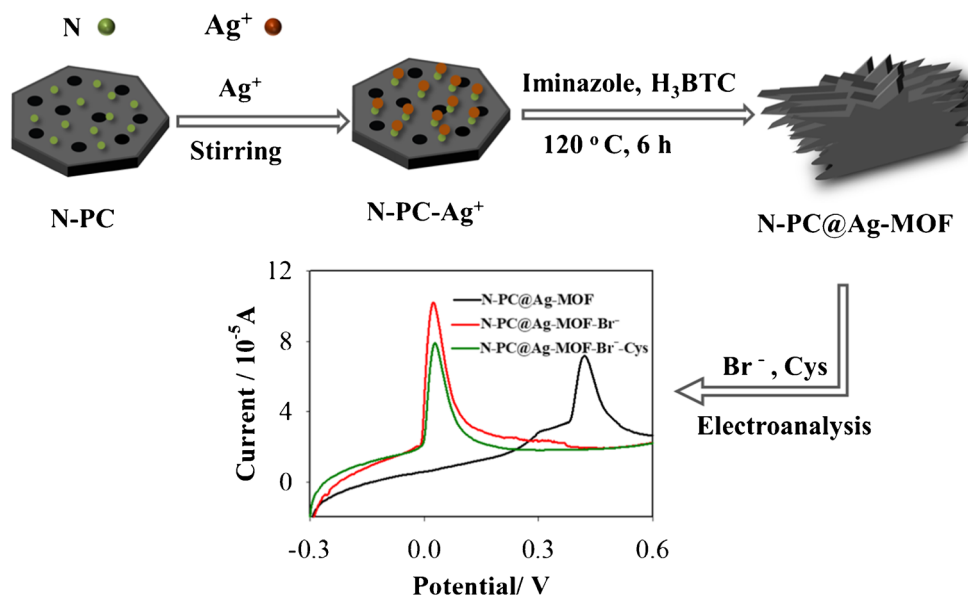 N
Ag⁺
Ag⁺
Stirring
Iminazole, H₃BTC
120 ° C, 6 h
N-PC
N-PC-Ag⁺
N-PC@Ag-MOF
12
8
4
0
Current / 10⁻⁵A
N-PC@Ag-MOF
N-PC@Ag-MOF-Br⁻
N-PC@Ag-MOF-Br⁻-Cys
-0.3
0.0
0.3
0.6
Potential/ V
Br ⁻ , Cys
Electroanalysis